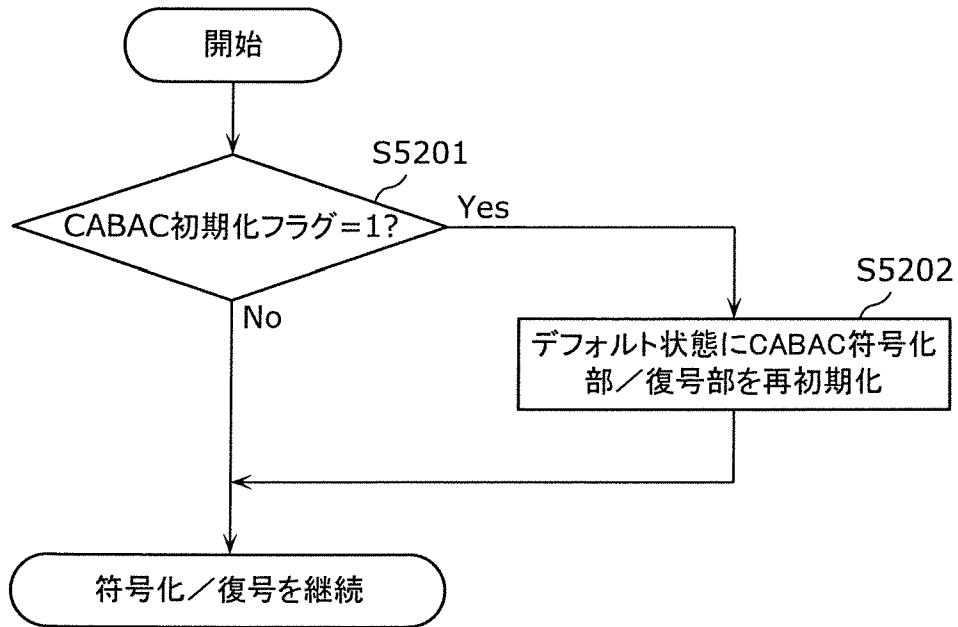 開始
S5201
CABAC初期化フラグ=1?
Yes
No
S5202
デフォルト状態にCABAC符号化
部／復号部を再初期化
符号化／復号を継続